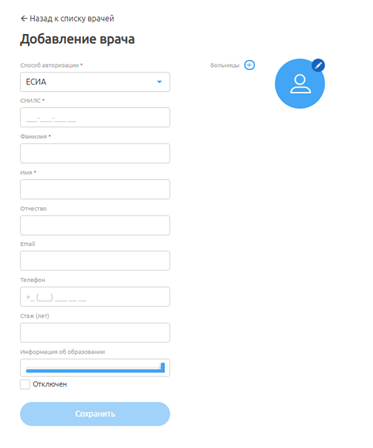 ← Назад к списку врачей
Добавление врача
Способ авторизации *
ЕСИА
Больницы
СНИЛС *
___-___-___ __
Фамилия *
Имя *
Отчество
Email
Телефон
+_ (___) ___ __ __
Стаж (лет)
Информация об образовании
Отключен
Сохранить